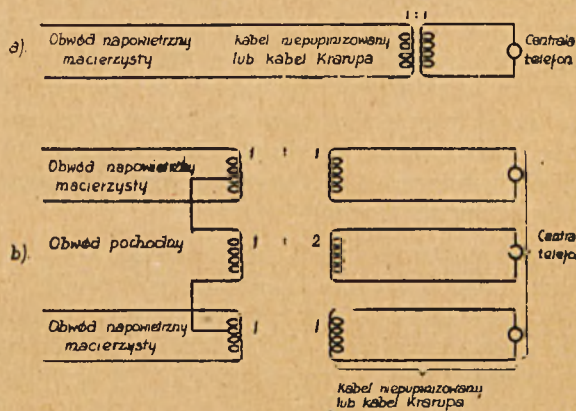 1 : 1
a).
Obwód napowietrzny
macierzysty
kabel niepupinizowany
lub kabel Krarupa
Centrala
telefon
Obwód napowietrzny
macierzysty
1 : 1
b).
Obwód pochodny
1 : 2
Centrala
telefon
Obwód napowietrzny
macierzysty
1 1
Kabel niepupinizowany
lub kabel Krarupa